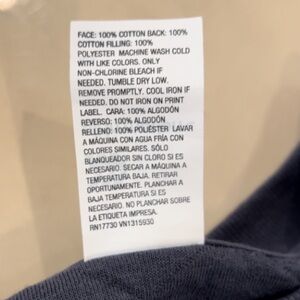 FACE: 100% COTTON BACK: 100%
COTTON FILLING: 100%
POLYESTER MACHINE WASH COLD
WITH LIKE COLORS. ONLY
NON-CHLORINE BLEACH IF
NEEDED. TUMBLE DRY LOW.
REMOVE PROMPTLY. COOL IRON IF
NEEDED. DO NOT IRON ON PRINT
LABEL. CARA: 100% ALGODÓN
REVERSO: 100% ALGODÓN
RELLENO: 100% POLIÉSTER LAVAR
A MÁQUINA CON AGUA FRÍA CON
COLORES SIMILARES. SÓLO
BLANQUEADOR SIN CLORO SI ES
NECESARIO. SECAR A MÁQUINA A
TEMPERATURA BAJA. RETIRAR
OPORTUNAMENTE. PLANCHAR A
BAJA TEMPERATURA SI ES
NECESARIO. NO PLANCHAR SOBRE
LA ETIQUETA IMPRESA.
RN17730 VN1315930